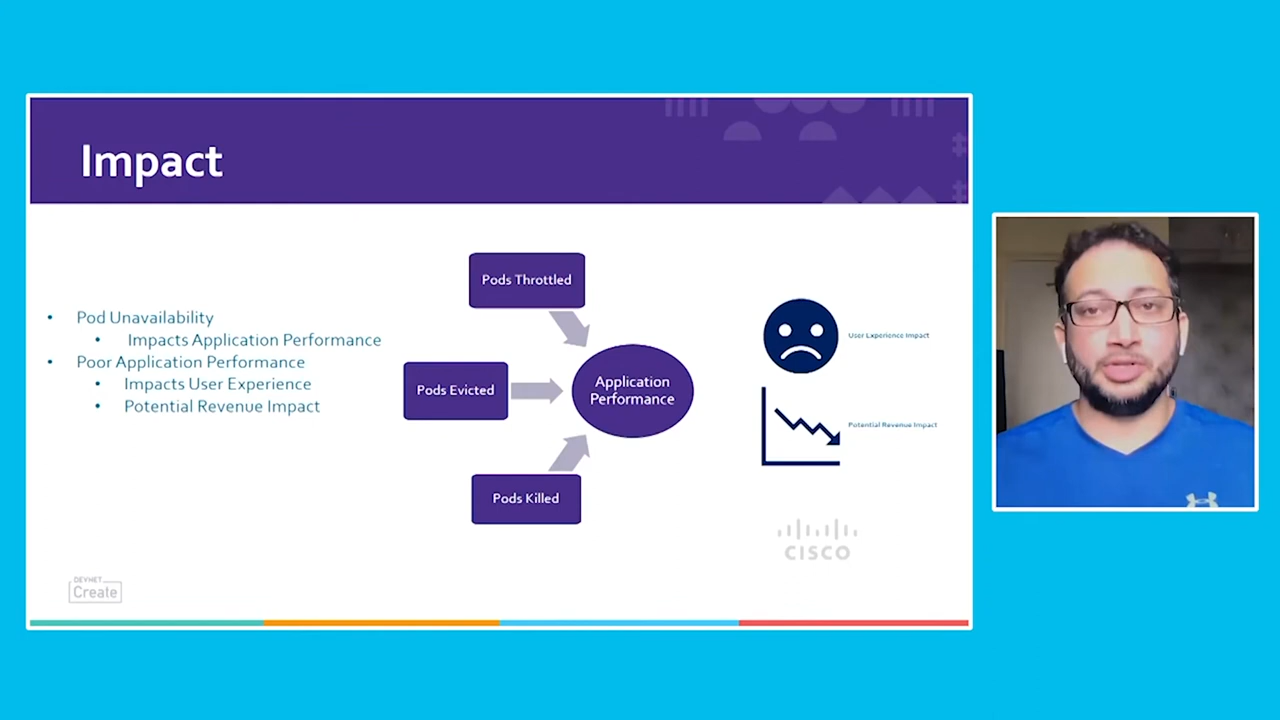 Impact
• Pod Unavailability
• Impacts Application Performance
• Poor Application Performance
• Impacts User Experience
• Potential Revenue Impact
Pods Throttled
Pods Evicted
Application
Performance
Pods Killed
User Experience Impact
Potential Revenue Impact
CISCO
DEVNET
Create